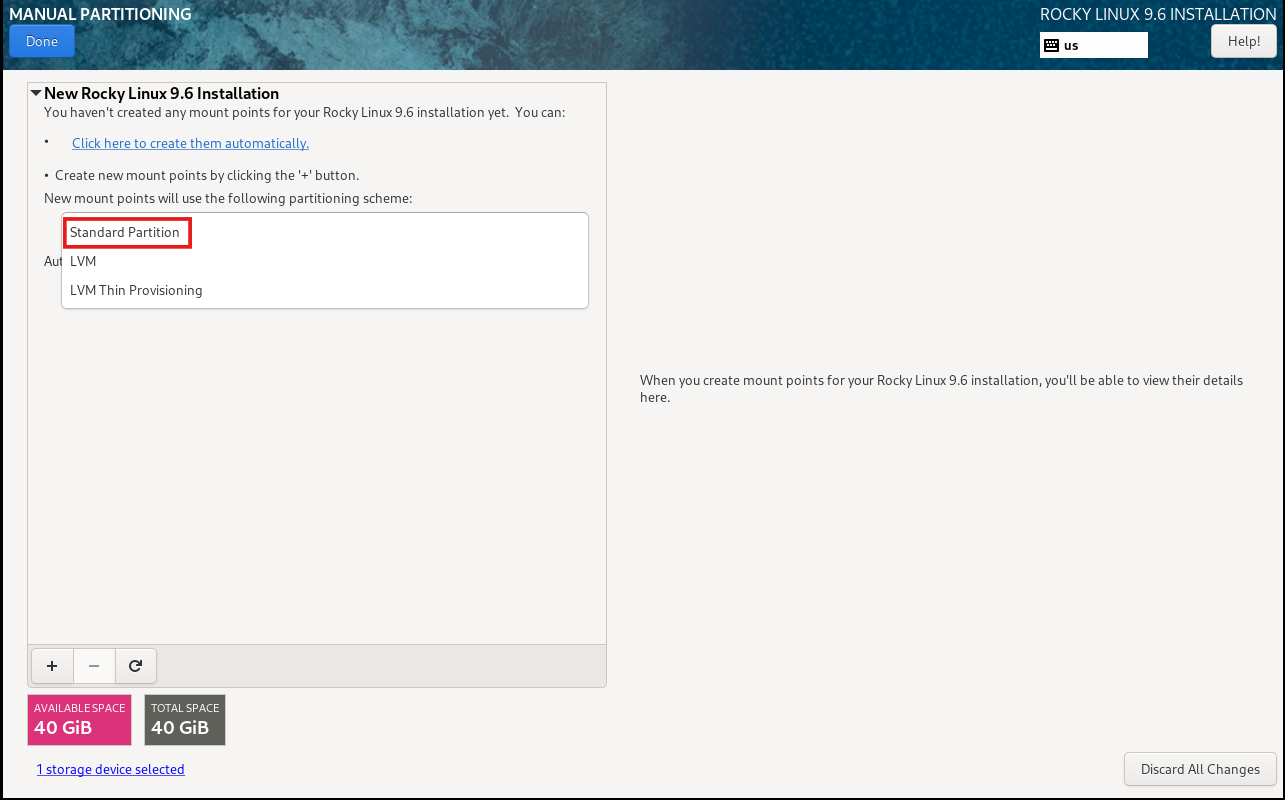 MANUAL PARTITIONING
ROCKY LINUX 9.6 INSTALLATION
Done
us
Help!
New Rocky Linux 9.6 Installation
You haven't created any mount points for your Rocky Linux 9.6 installation yet. You can:
• Click here to create them automatically.
• Create new mount points by clicking the '+' button.
New mount points will use the following partitioning scheme:
Standard Partition
Aut
LVM
LVM Thin Provisioning
When you create mount points for your Rocky Linux 9.6 installation, you'll be able to view their details
here.
+ −
AVAILABLE SPACE
40 GiB
TOTAL SPACE
40 GiB
1 storage device selected
Discard All Changes